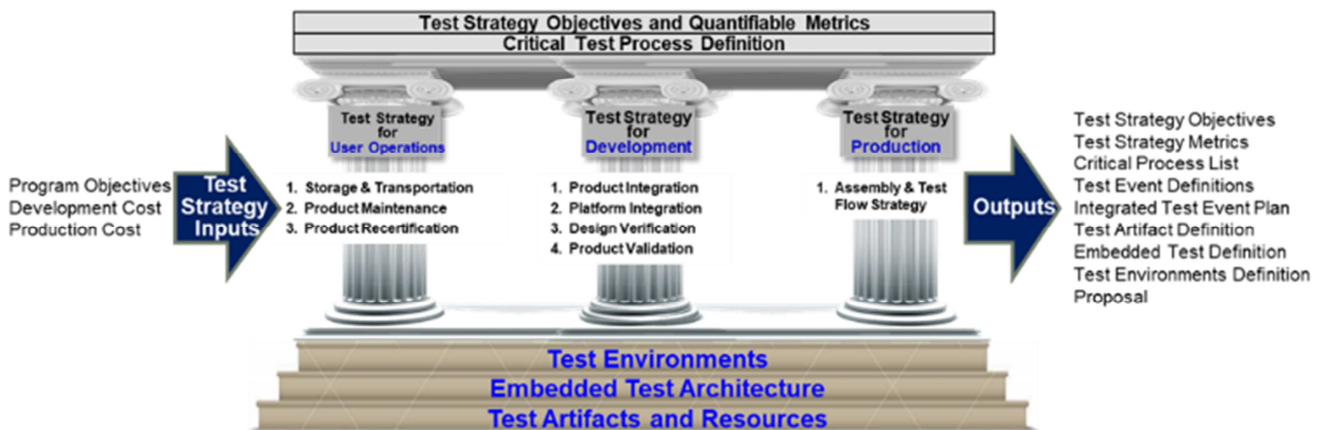 Test Strategy Objectives and Quantifiable Metrics
Critical Test Process Definition
Program Objectives
Development Cost
Production Cost
Test
Strategy
Inputs
Test Strategy
for
User Operations
1. Storage & Transportation
2. Product Maintenance
3. Product Recertification
Test Strategy
for
Development
1. Product Integration
2. Platform Integration
3. Design Verification
4. Product Validation
Test Strategy
for
Production
1. Assembly & Test
Flow Strategy
Outputs
Test Strategy Objectives
Test Strategy Metrics
Critical Process List
Test Event Definitions
Integrated Test Event Plan
Test Artifact Definition
Embedded Test Definition
Test Environments Definition
Proposal
Test Environments
Embedded Test Architecture
Test Artifacts and Resources